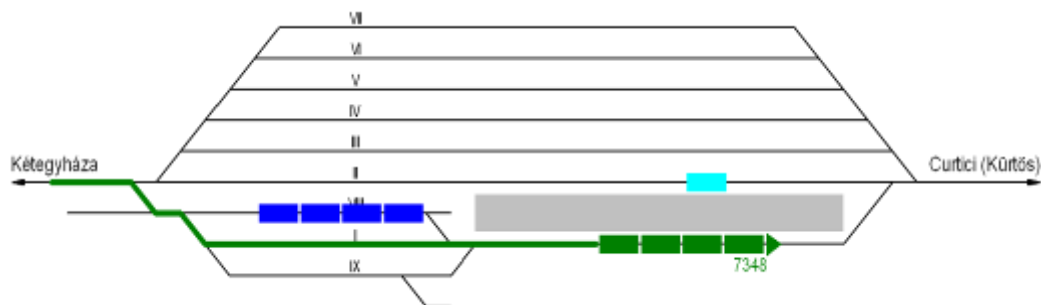 VII
VI
V
IV
III
Kétegyháza
II
Curtici (Kürtös)
VIII
I
IX
7348